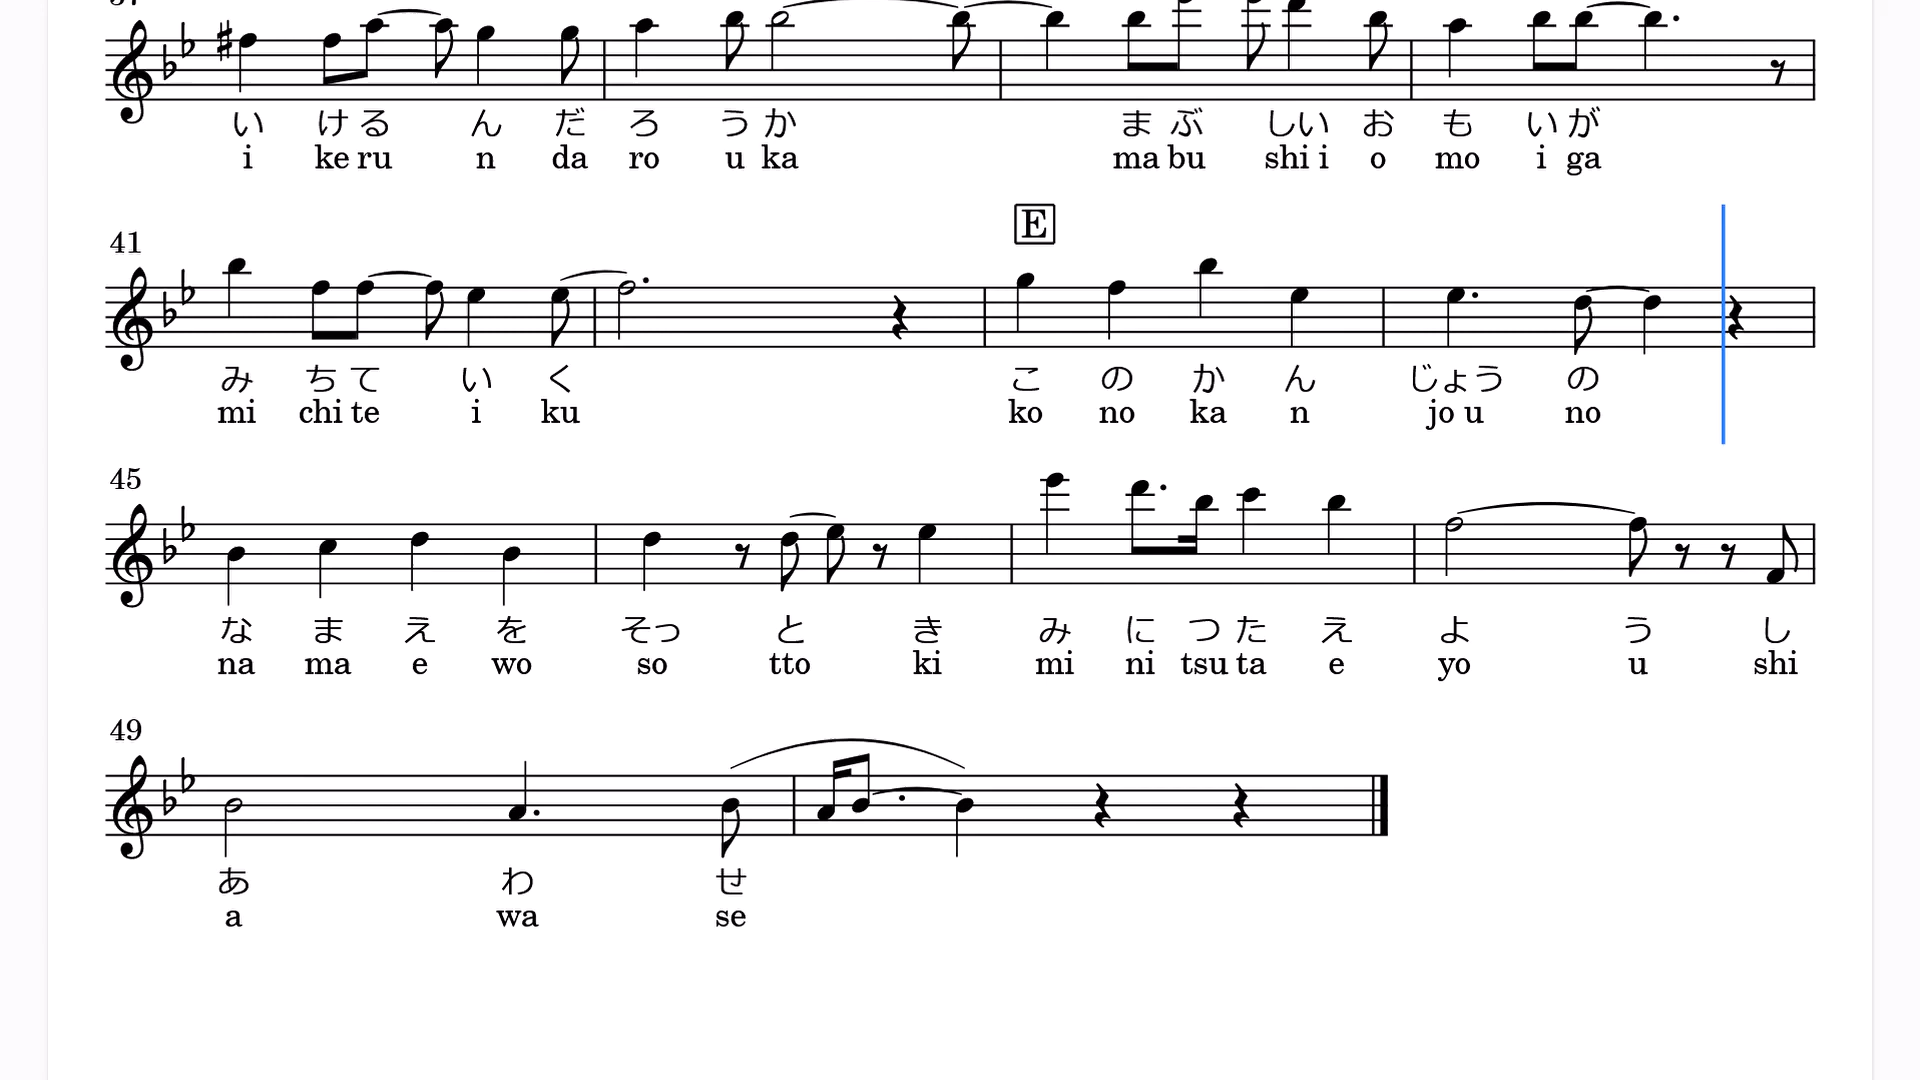 い け る ん だ ろ う か ま ぶ しい お も い が
i ke ru n da ro u ka ma bu shi i o mo i ga
E
41
み ち て い く こ の か ん じょう の
mi chi te i ku ko no ka n jo u no
45
な ま え を そっ と き み に つ た え よ う し
na ma e wo so tto ki mi ni tsu ta e yo u shi
49
あ わ せ
a wa se